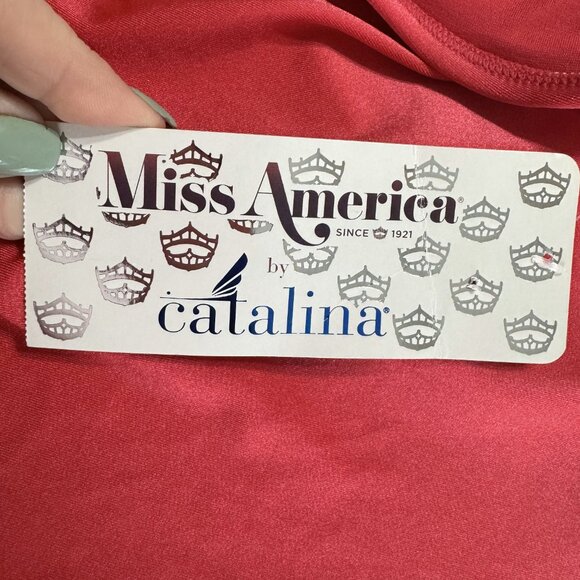 Miss America®
SINCE 1921
by
catalina®